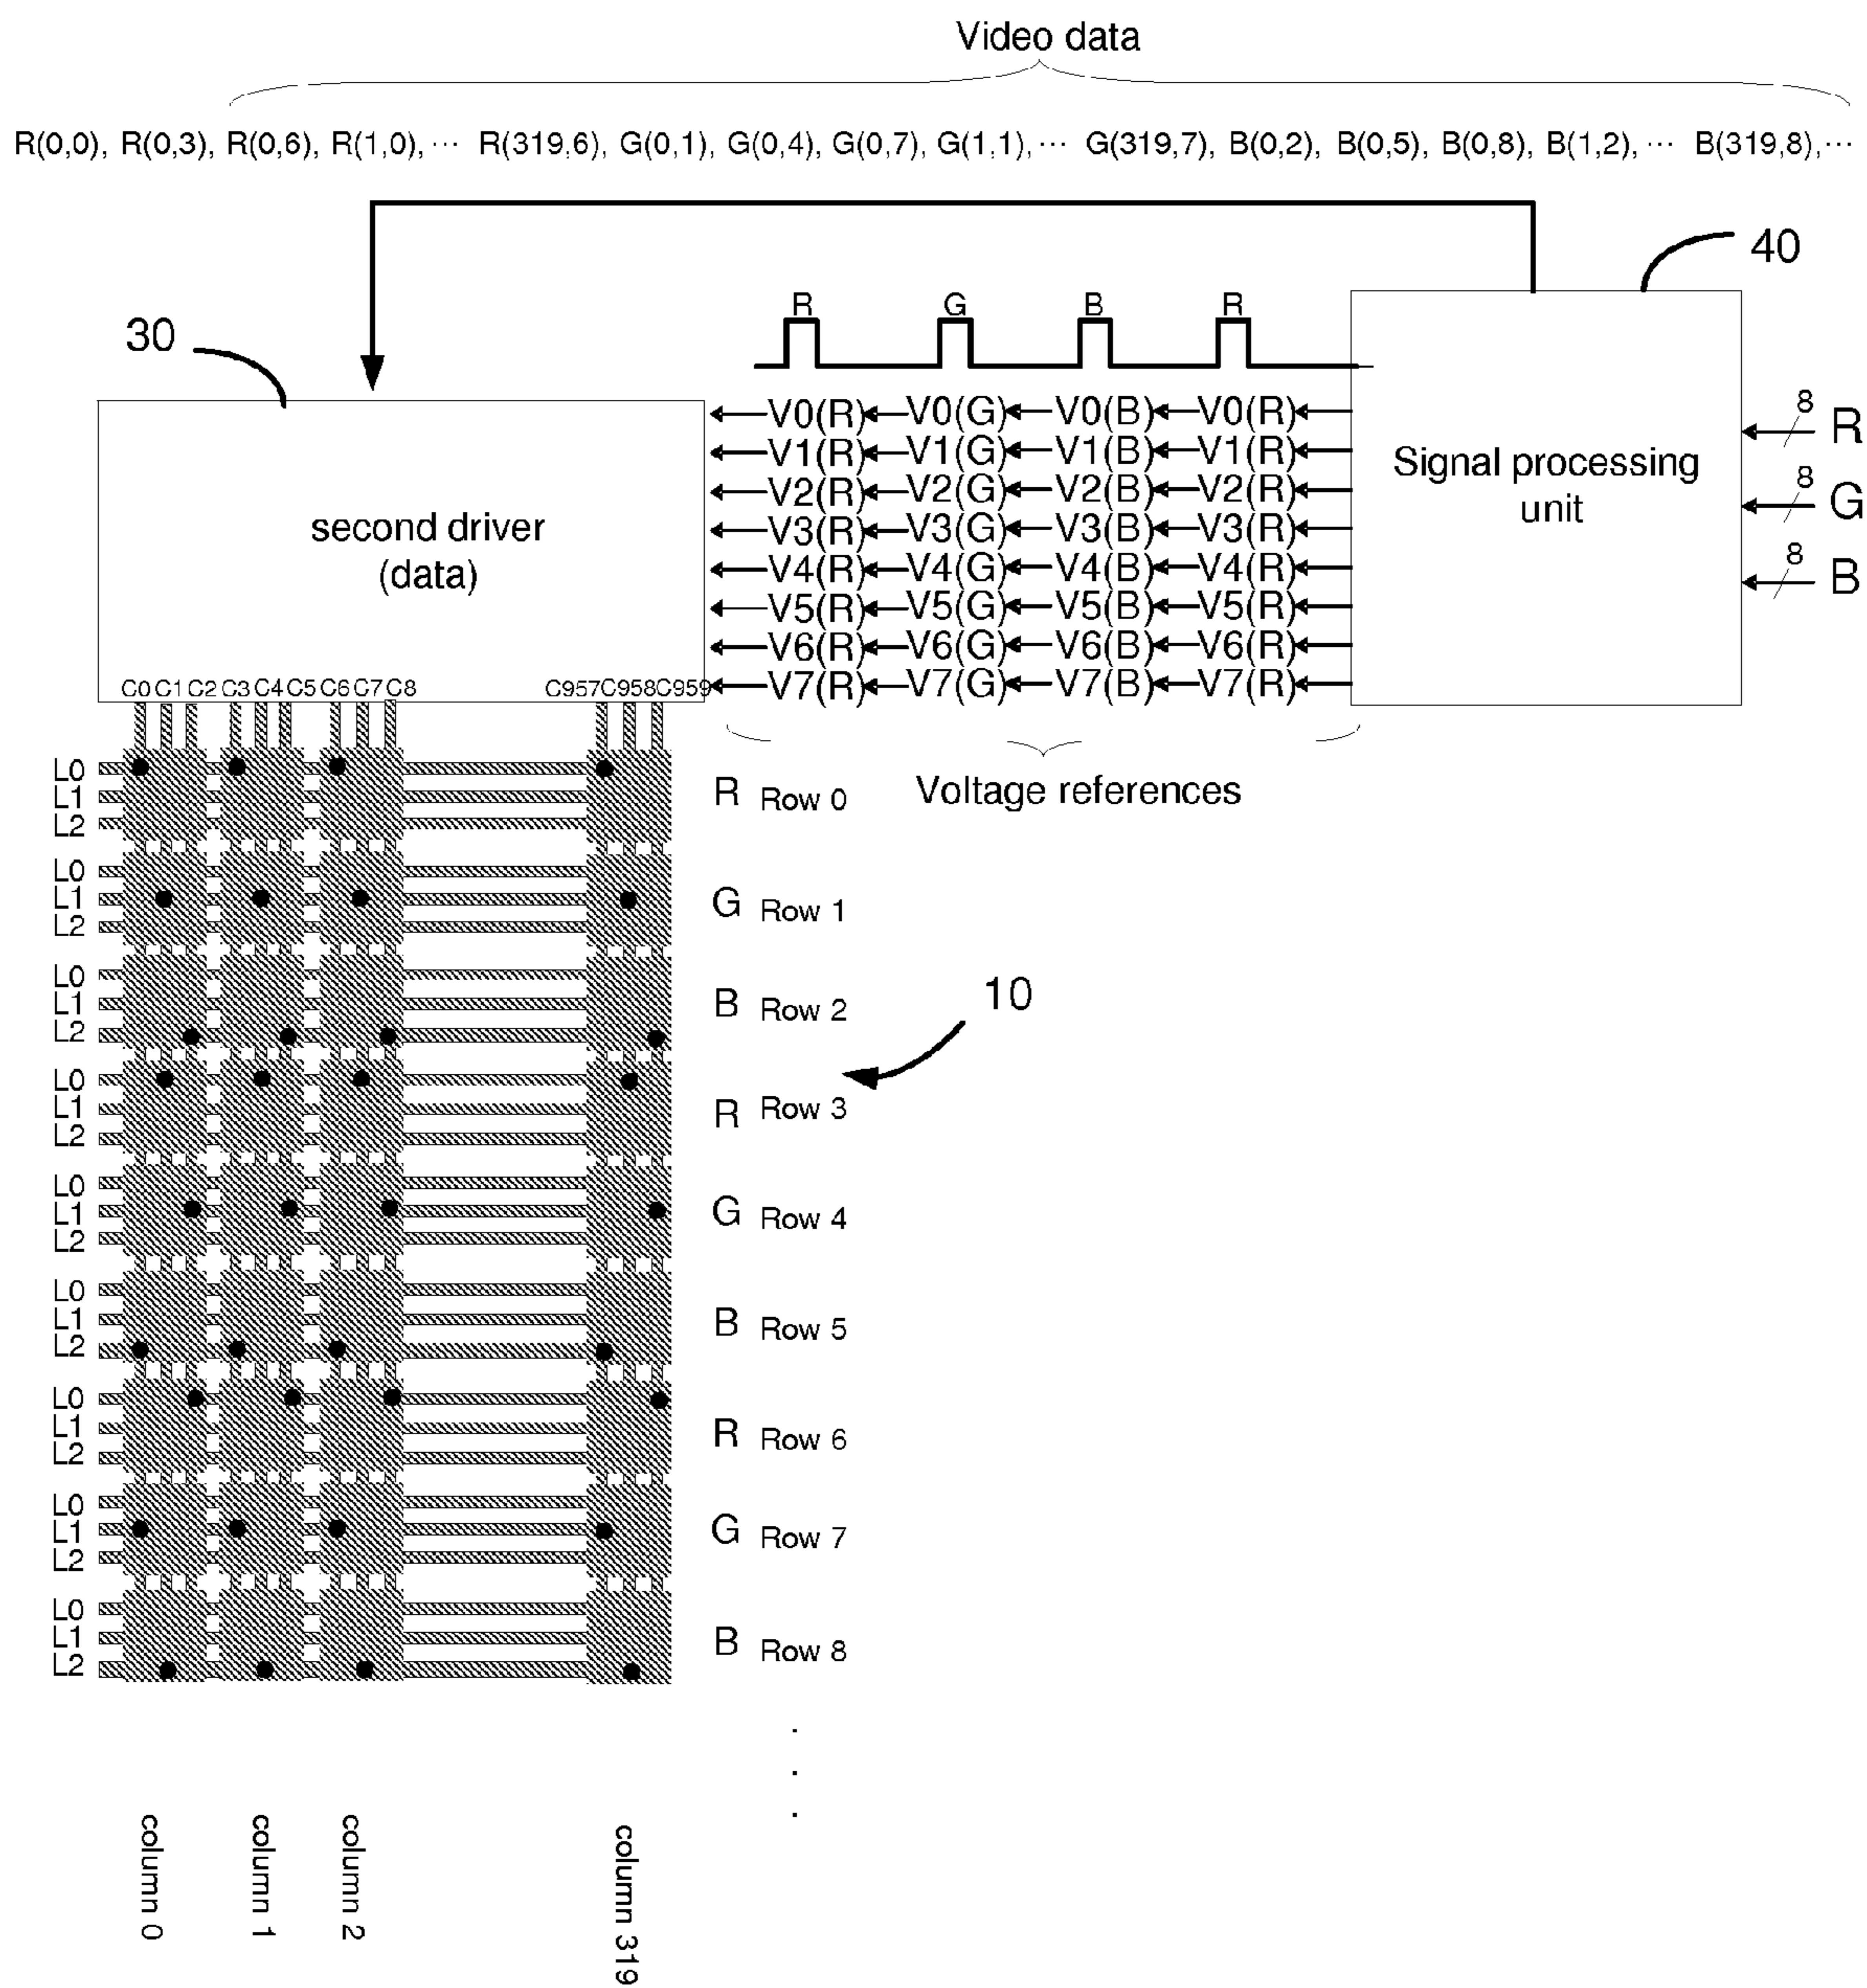 Video data
R(0,0), R(0,3), R(0,6), R(1,0), ··· R(319,6), G(0,1), G(0,4), G(0,7), G(1,1), ··· G(319,7), B(0,2), B(0,5), B(0,8), B(1,2), ··· B(319,8), ···
40
30
R G B R
second driver
(data)
V0(R) V0(G) V0(B) V0(R)
V1(R) V1(G) V1(B) V1(R)
V2(R) V2(G) V2(B) V2(R)
V3(R) V3(G) V3(B) V3(R)
V4(R) V4(G) V4(B) V4(R)
V5(R) V5(G) V5(B) V5(R)
V6(R) V6(G) V6(B) V6(R)
V7(R) V7(G) V7(B) V7(R)
Signal processing
unit
8 R
8 G
8 B
C0 C1 C2 C3 C4 C5 C6 C7 C8 C957 C958 C959
Voltage references
L0
L1
L2
R Row 0
L0
L1
L2
G Row 1
L0
L1
L2
B Row 2
10
L0
L1
L2
R Row 3
L0
L1
L2
G Row 4
L0
L1
L2
B Row 5
L0
L1
L2
R Row 6
L0
L1
L2
G Row 7
L0
L1
L2
B Row 8
.
.
.
column 0
column 1
column 2
column 319